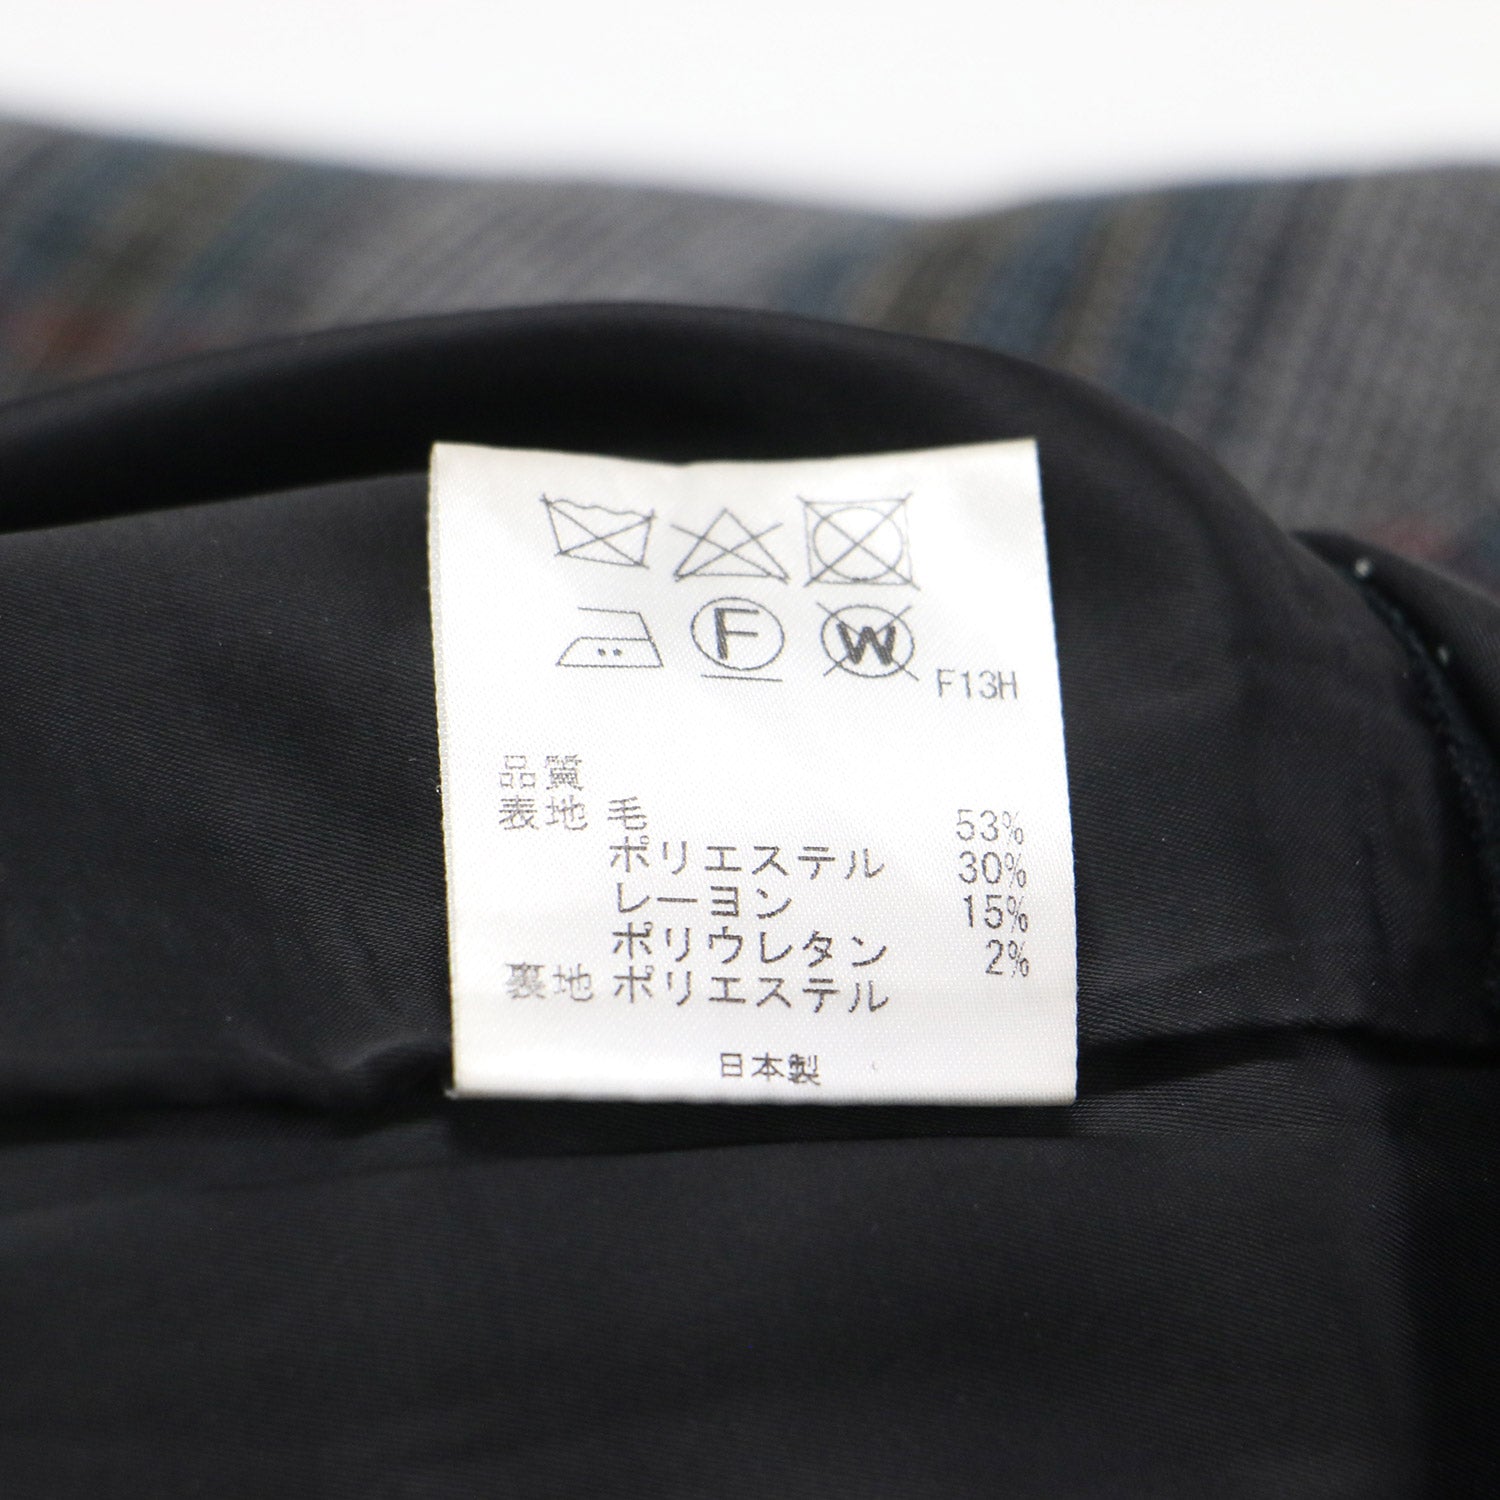 F
W
F13H
品質
表地 毛 53%
ポリエステル 30%
レーヨン 15%
ポリウレタン 2%
裏地 ポリエステル
日本製